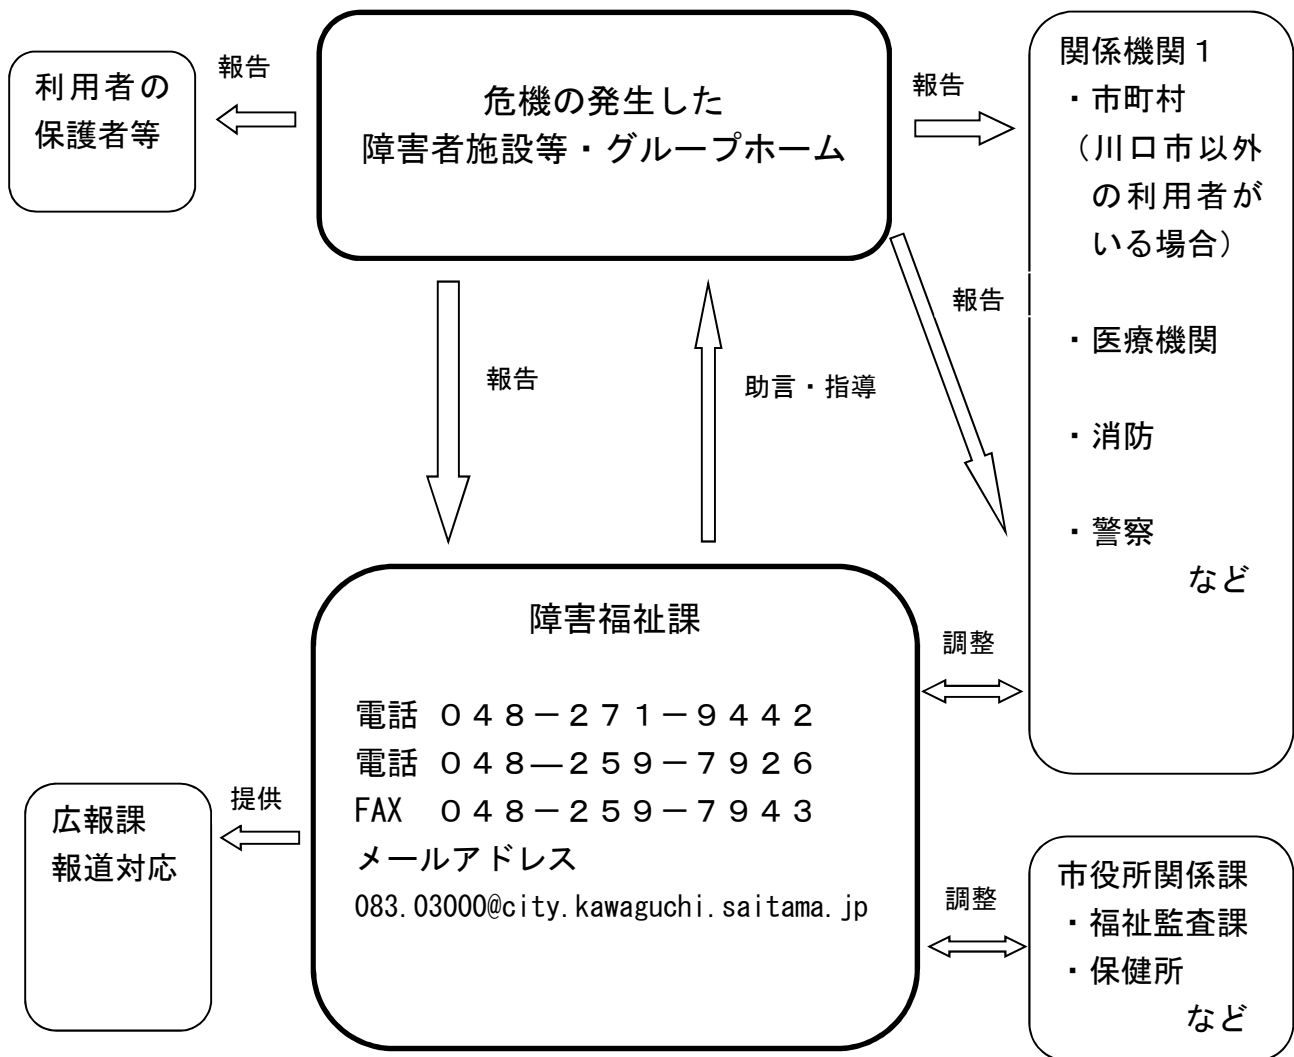 利用者の
保護者等
報告
危機の発生した
障害者施設等・グループホーム
報告
関係機関１
・市町村
（川口市以外
の利用者が
いる場合）
・医療機関
・消防
・警察
など
報告
報告
助言・指導
障害福祉課
電話 ０４８－２７１－９４４２
電話 ０４８―２５９－７９２６
FAX ０４８－２５９－７９４３
メールアドレス
083.03000@city.kawaguchi.saitama.jp
調整
提供
広報課
報道対応
調整
市役所関係課
・福祉監査課
・保健所
など